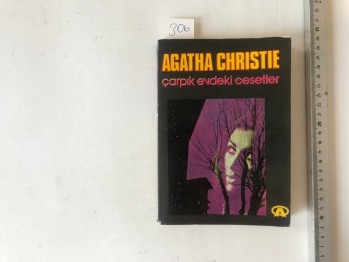 306
AGATHA CHRISTIE
çarpık evdeki cesetler